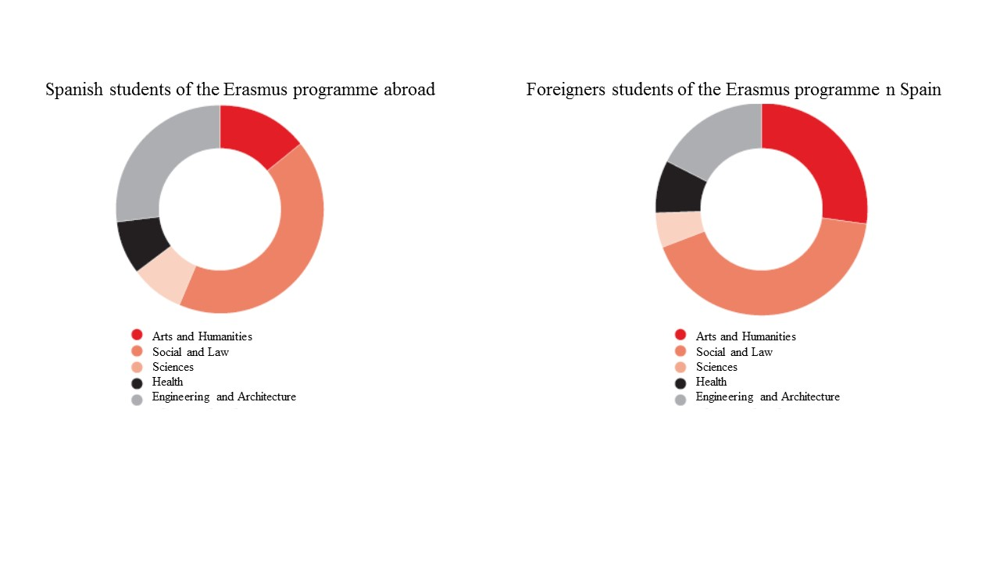 Spanish students of the Erasmus programme abroad
Arts and Humanities
Social and Law
Sciences
Health
Engineering and Architecture
Foreigners students of the Erasmus programme n Spain
Arts and Humanities
Social and Law
Sciences
Health
Engineering and Architecture